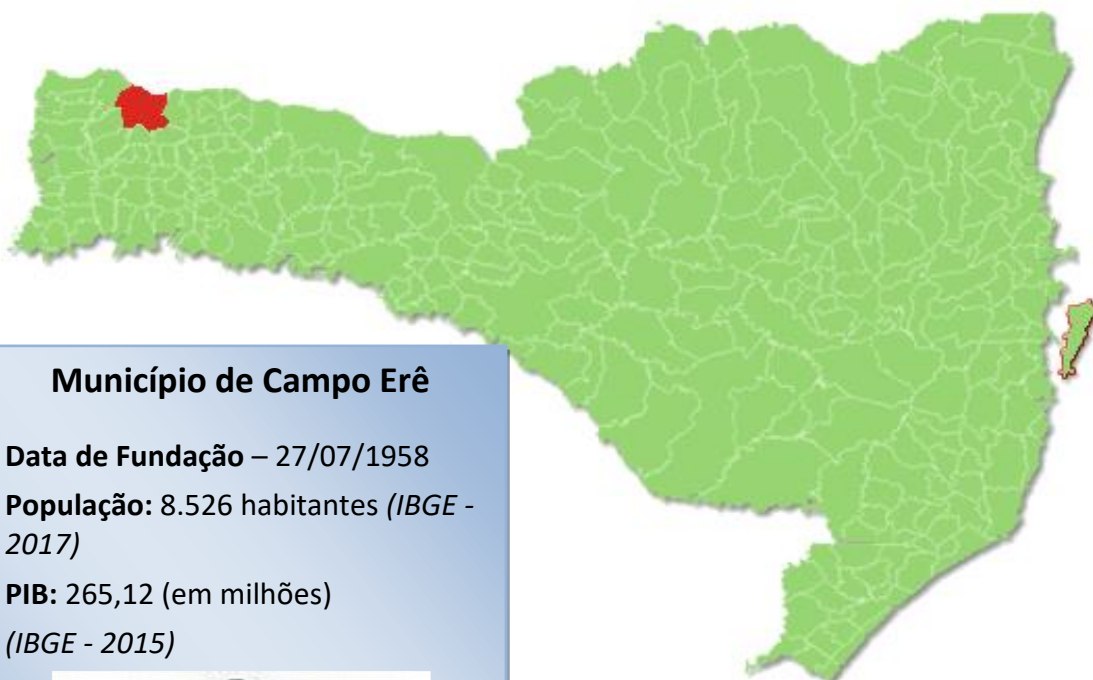 Município de Campo Erê
Data de Fundação – 27/07/1958
População: 8.526 habitantes (IBGE -
2017)
PIB: 265,12 (em milhões)
(IBGE - 2015)